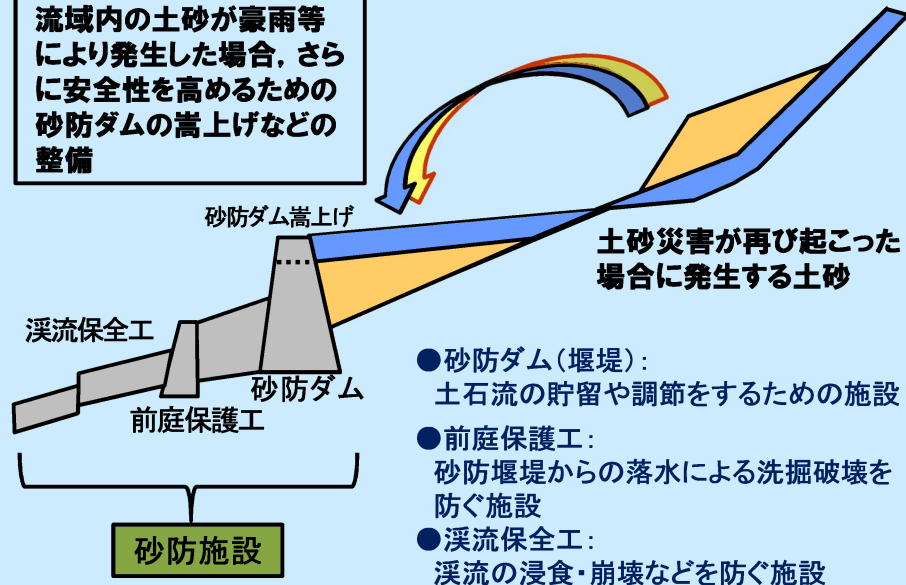 流域内の土砂が豪雨等
により発生した場合，さら
に安全性を高めるための
砂防ダムの嵩上げなどの
整備
砂防ダム嵩上げ
土砂災害が再び起こった
場合に発生する土砂
渓流保全工
砂防ダム
前庭保護工
砂防施設
●砂防ダム（堰堤）：
土石流の貯留や調節をするための施設
●前庭保護工：
砂防堰堤からの落水による洗掘破壊を
防ぐ施設
●渓流保全工：
渓流の浸食・崩壊などを防ぐ施設